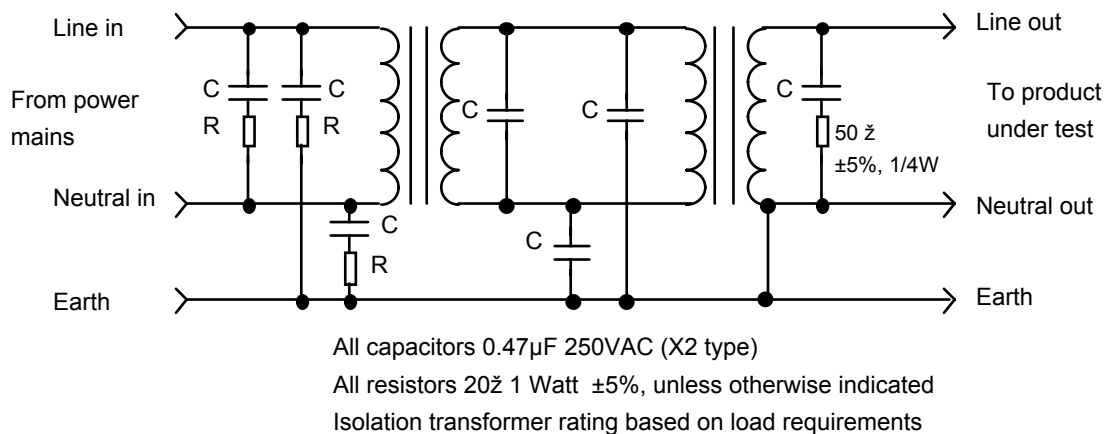 Line in
Line out
C
C
C
C
C
From power
mains
R
R
To product
under test
50 ž
±5%, 1/4W
Neutral in
Neutral out
C
C
R
Earth
Earth
All capacitors 0.47µF 250VAC (X2 type)
All resistors 20ž 1 Watt ±5%, unless otherwise indicated
Isolation transformer rating based on load requirements